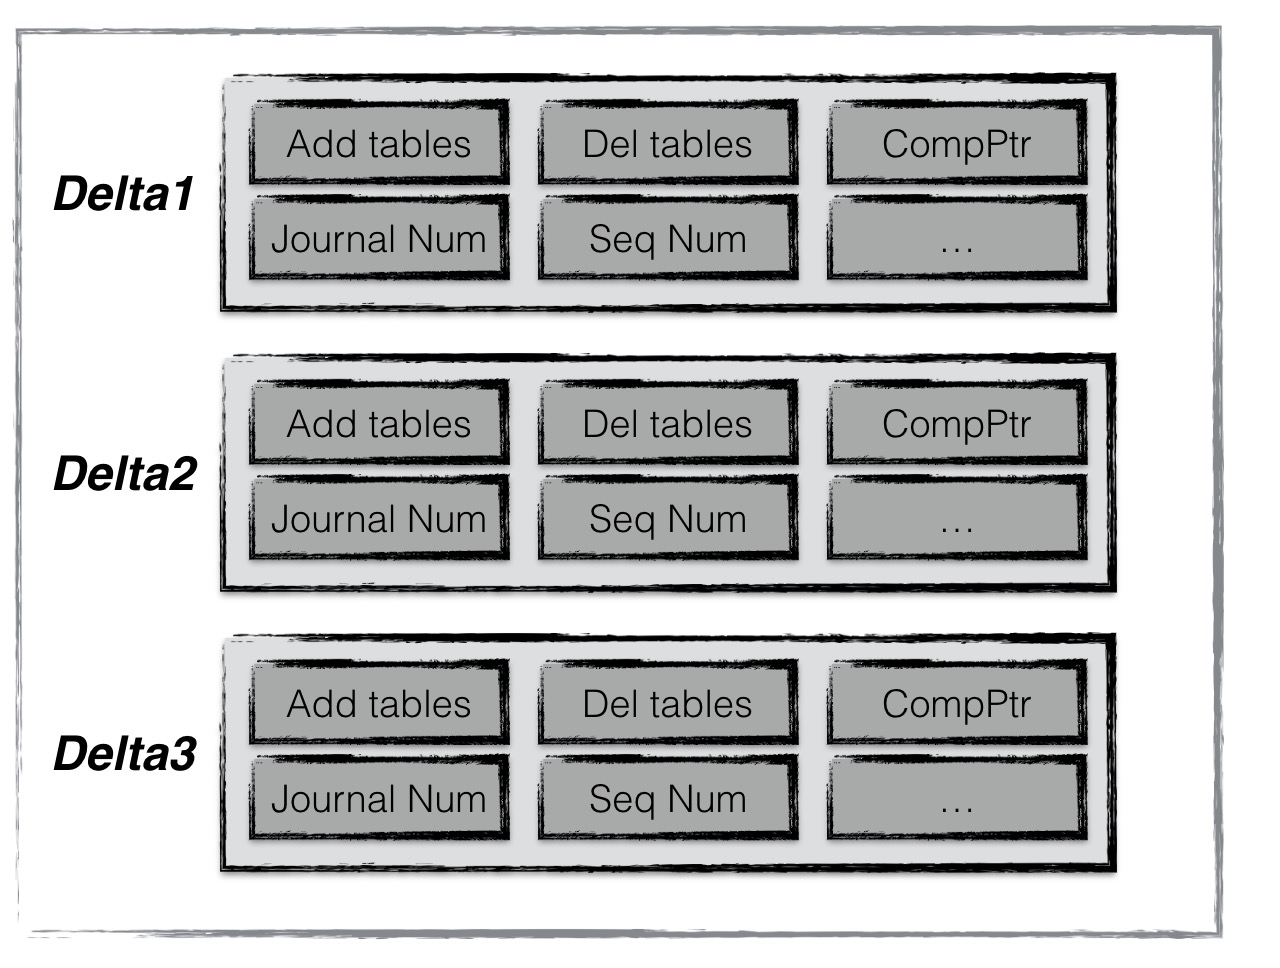 Delta1
Add tables
Del tables
CompPtr
Journal Num
Seq Num
...
Delta2
Add tables
Del tables
CompPtr
Journal Num
Seq Num
...
Delta3
Add tables
Del tables
CompPtr
Journal Num
Seq Num
...